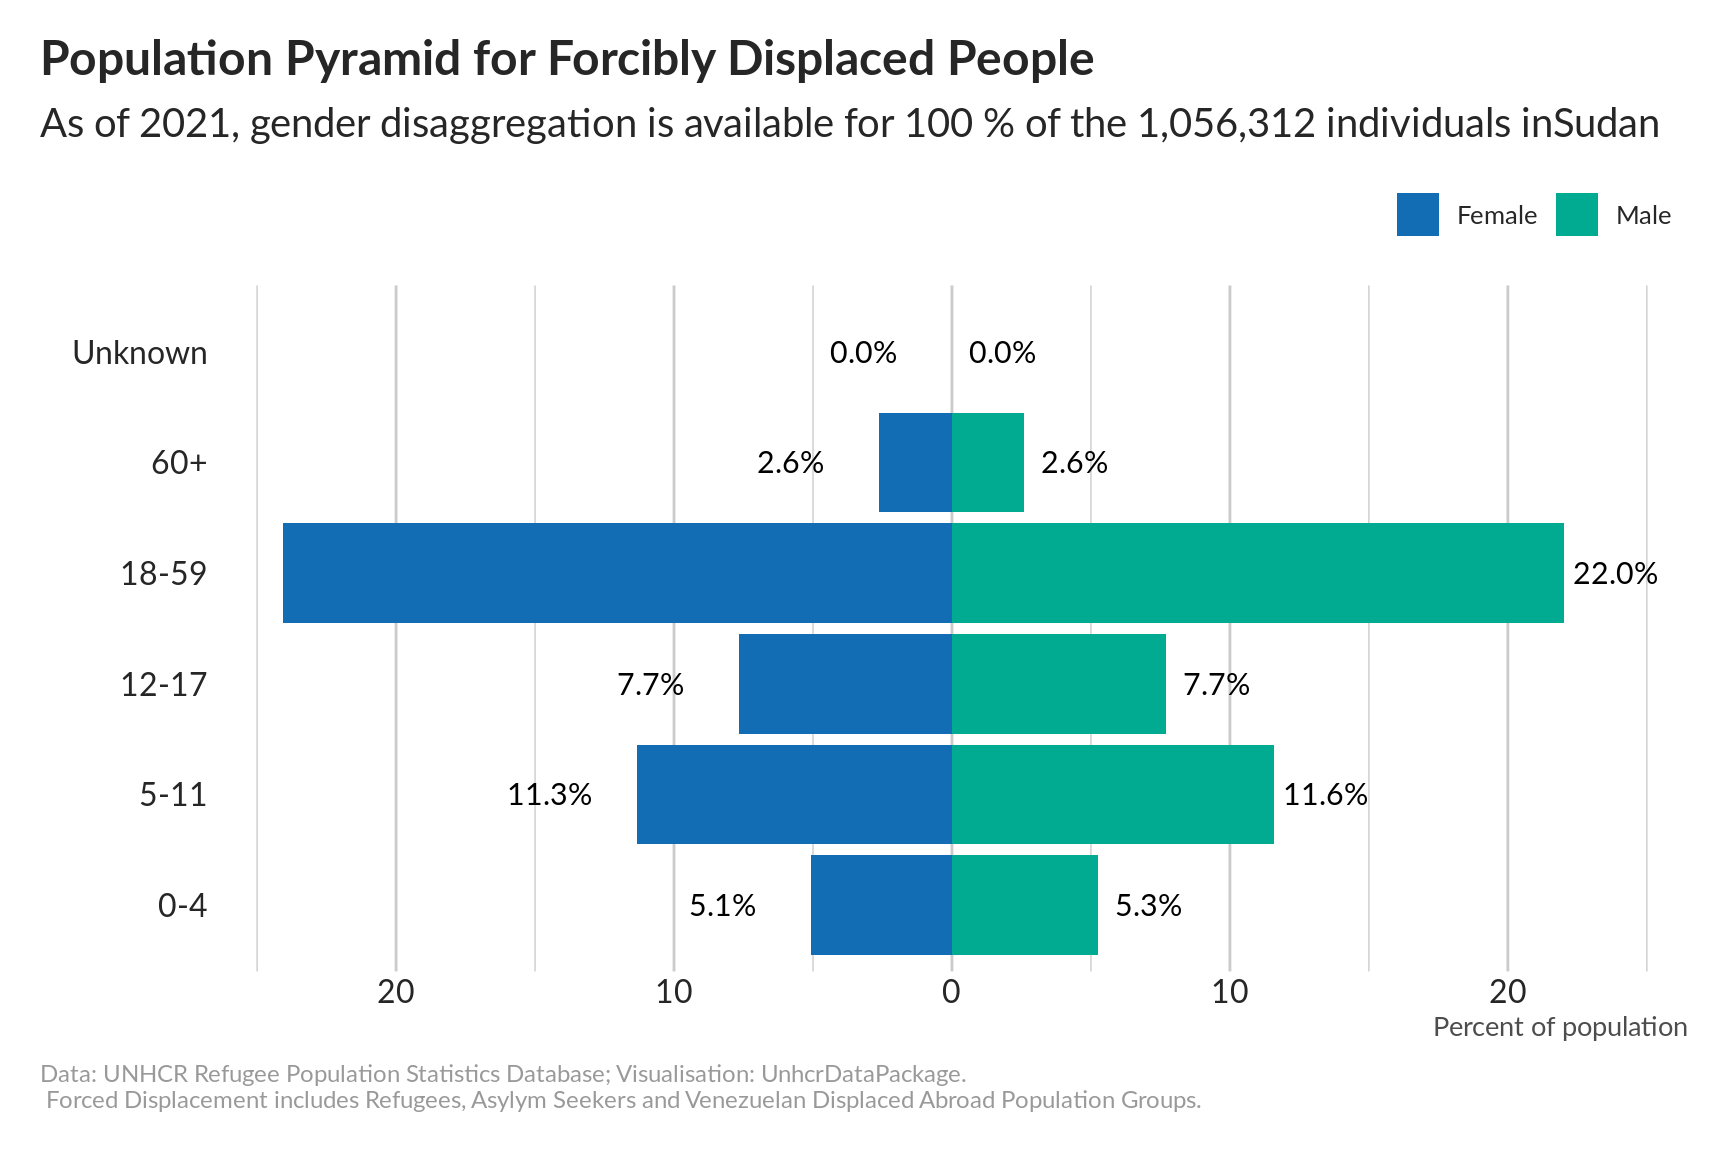 Population Pyramid for Forcibly Displaced People
As of 2021, gender disaggregation is available for 100 % of the 1,056,312 individuals inSudan
Female Male
Unknown 0.0% 0.0%
60+ 2.6% 2.6%
18-59 22.0%
12-17 7.7% 7.7%
5-11 11.3% 11.6%
0-4 5.1% 5.3%
20 10 0 10 20
Percent of population
Data: UNHCR Refugee Population Statistics Database; Visualisation: UnhcrDataPackage.
Forced Displacement includes Refugees, Asylym Seekers and Venezuelan Displaced Abroad Population Groups.